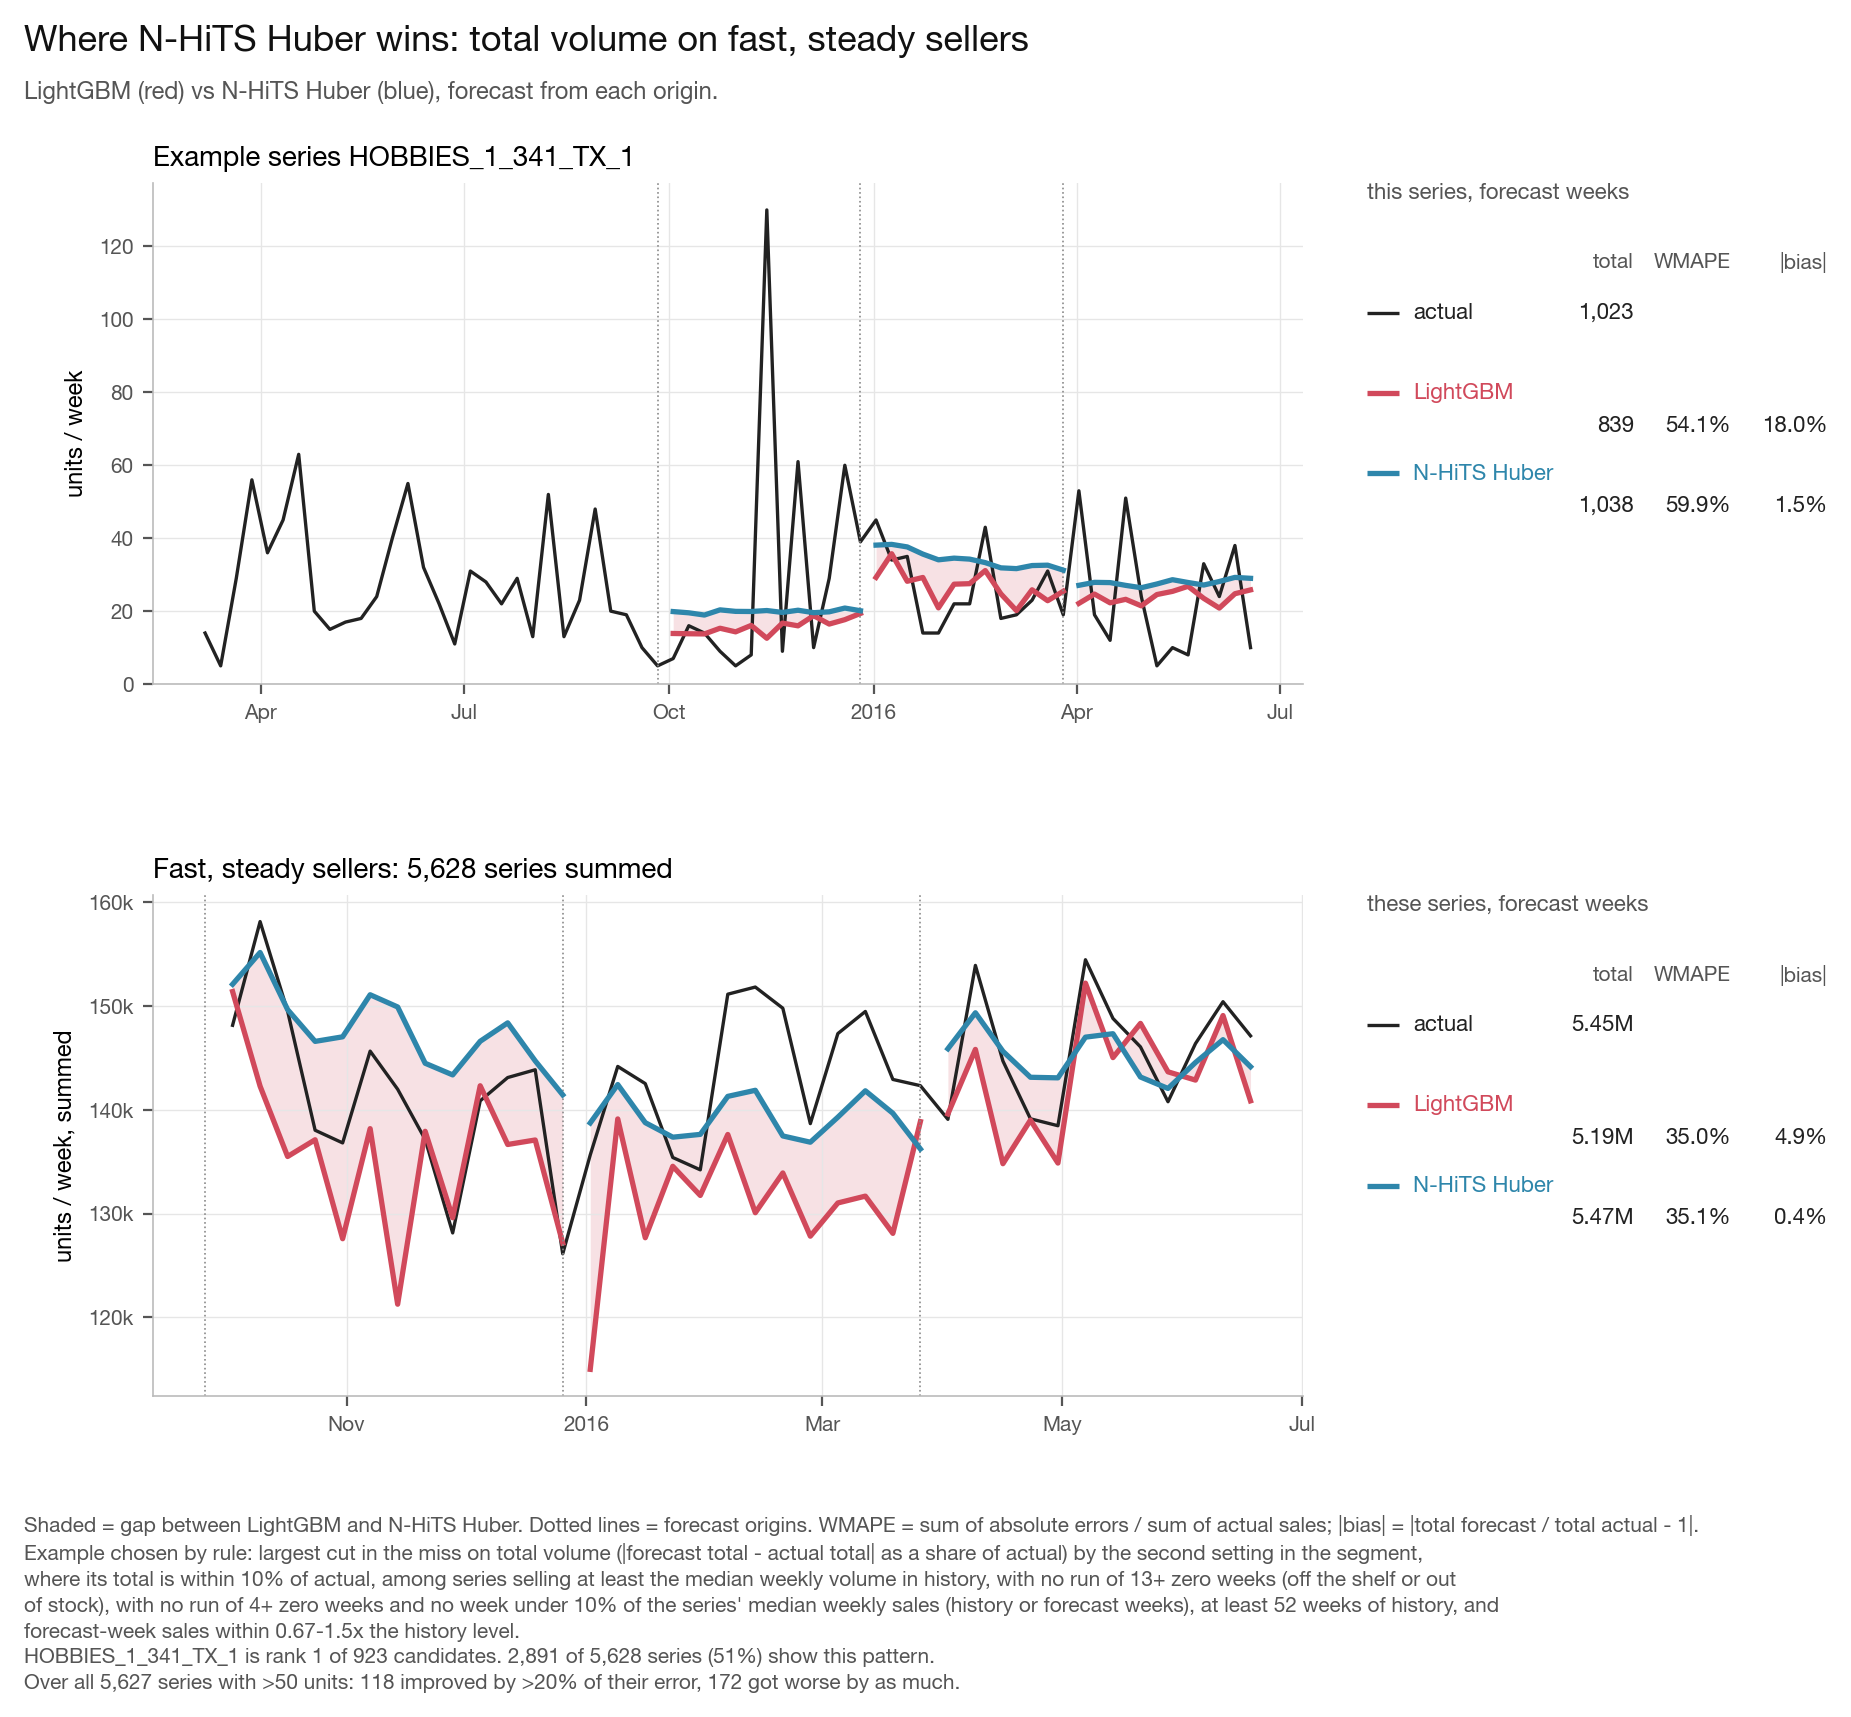 Where N-HiTS Huber wins: total volume on fast, steady sellers
LightGBM (red) vs N-HiTS Huber (blue), forecast from each origin.
Example series HOBBIES_1_341_TX_1
units / week
120
100
80
60
40
20
0
Apr
Jul
Oct
2016
Apr
Jul
this series, forecast weeks
total WMAPE |bias|
actual 1,023
LightGBM
839 54.1% 18.0%
N-HiTS Huber
1,038 59.9% 1.5%
Fast, steady sellers: 5,628 series summed
units / week, summed
160k
150k
140k
130k
120k
Nov
2016
Mar
May
Jul
these series, forecast weeks
total WMAPE |bias|
actual 5.45M
LightGBM
5.19M 35.0% 4.9%
N-HiTS Huber
5.47M 35.1% 0.4%
Shaded = gap between LightGBM and N-HiTS Huber. Dotted lines = forecast origins. WMAPE = sum of absolute errors / sum of actual sales; |bias| = |total forecast / total actual - 1|.
Example chosen by rule: largest cut in the miss on total volume (|forecast total - actual total| as a share of actual) by the second setting in the segment,
where its total is within 10% of actual, among series selling at least the median weekly volume in history, with no run of 13+ zero weeks (off the shelf or out
of stock), with no run of 4+ zero weeks and no week under 10% of the series' median weekly sales (history or forecast weeks), at least 52 weeks of history, and
forecast-week sales within 0.67-1.5x the history level.
HOBBIES_1_341_TX_1 is rank 1 of 923 candidates. 2,891 of 5,628 series (51%) show this pattern.
Over all 5,627 series with >50 units: 118 improved by >20% of their error, 172 got worse by as much.